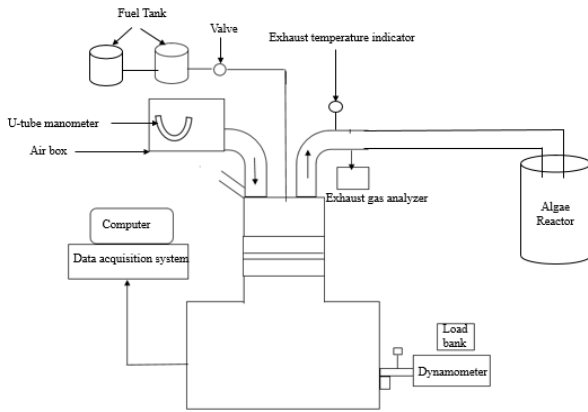 Fuel Tank
Valve
Exhaust temperature indicator
U-tube manometer
Air box
Exhaust gas analyzer
Algae
Reactor
Computer
Data acquisition system
Load
bank
Dynamometer